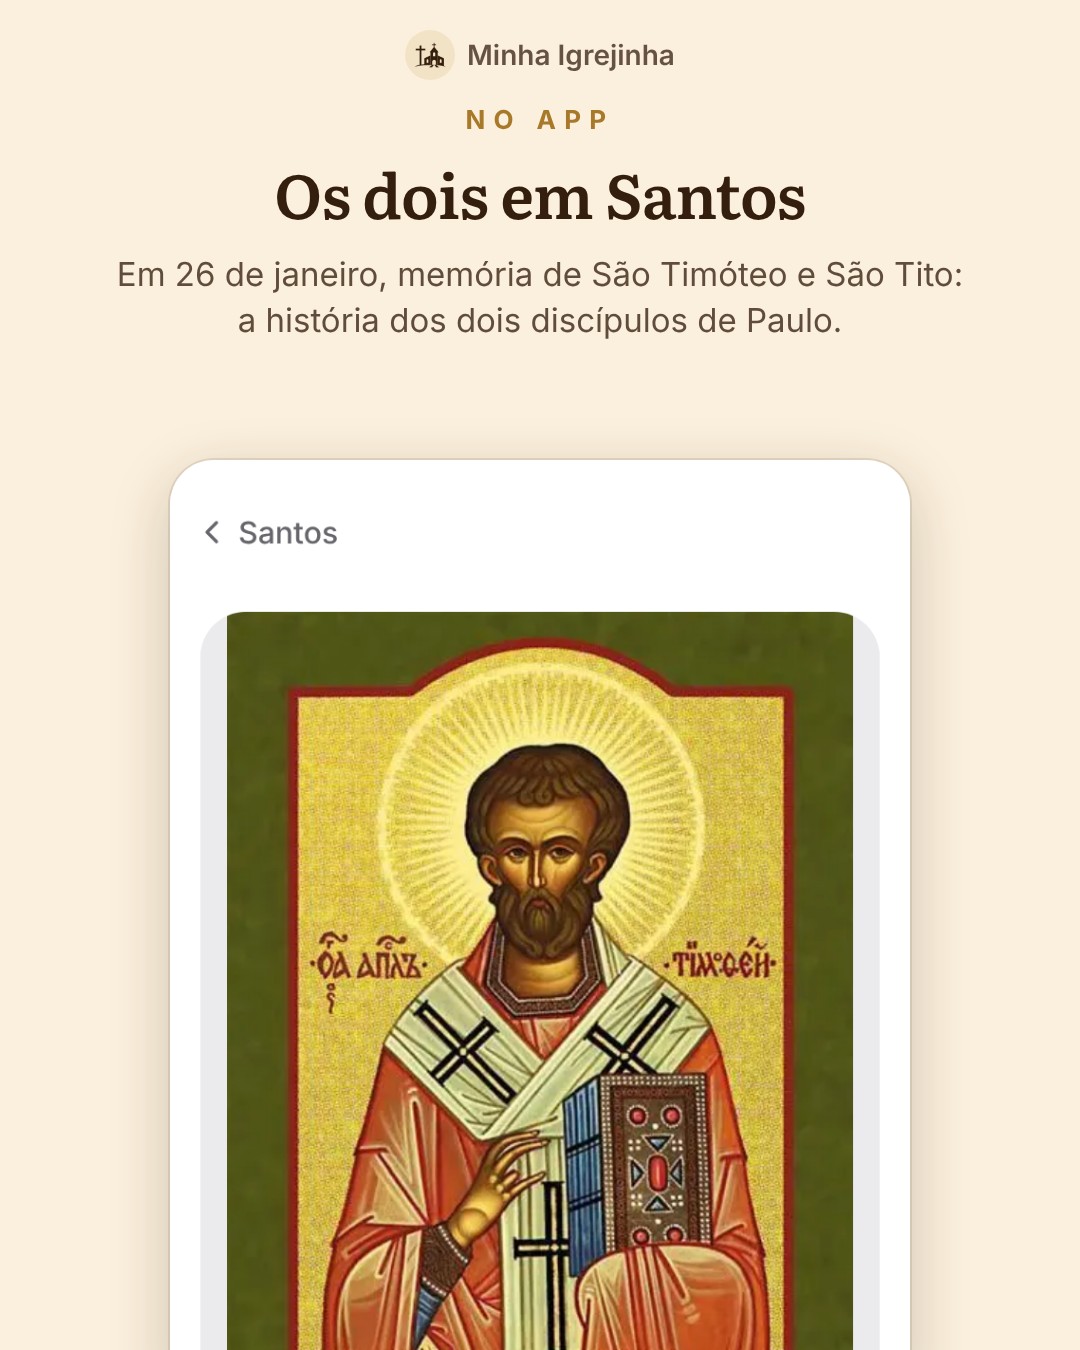 Minha Igrejinha
NO APP
Os dois em Santos
Em 26 de janeiro, memória de São Timóteo e São Tito:
a história dos dois discípulos de Paulo.
Santos